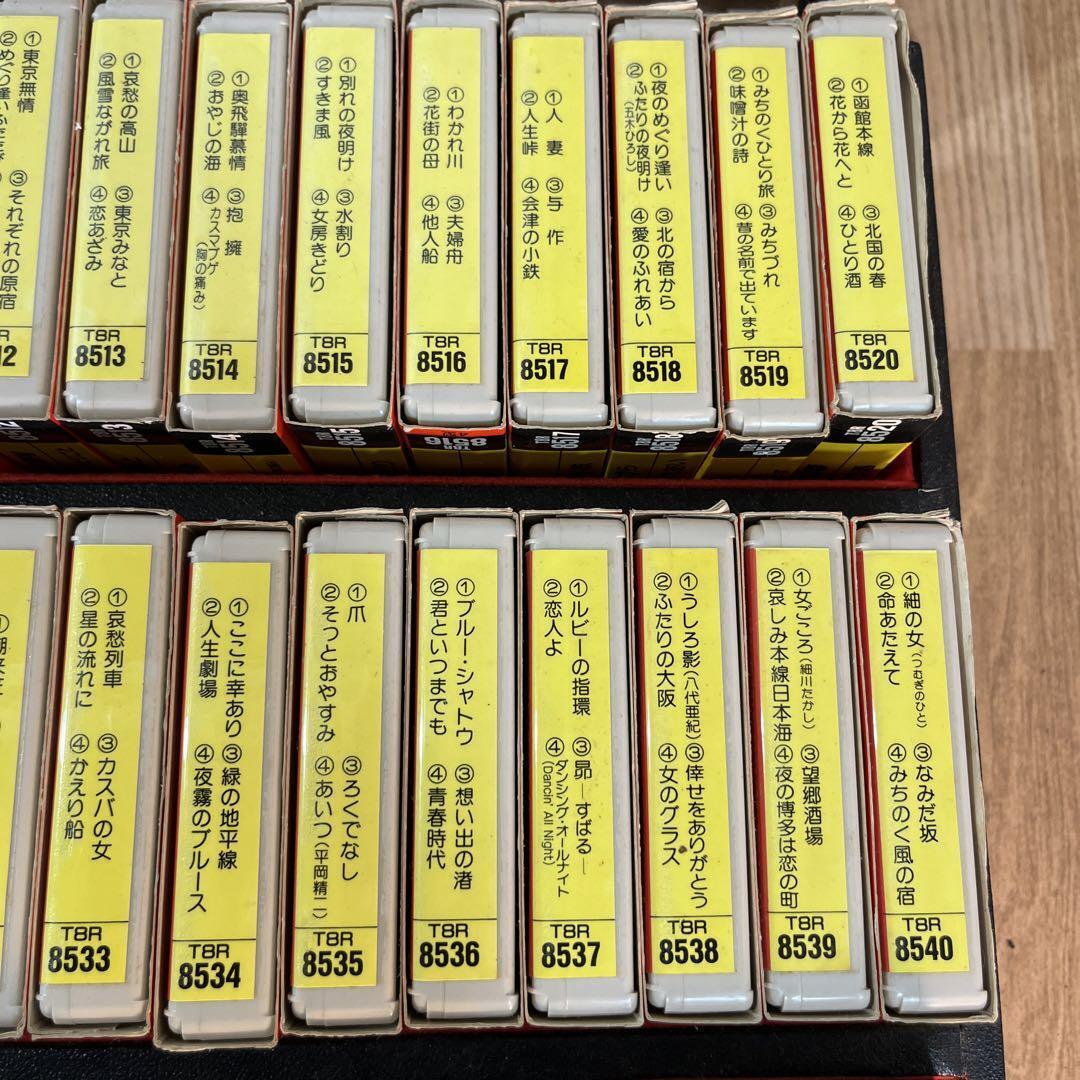 ①東京無情
③それぞれの原宿
12
①哀愁の高山
②風雪ながれ旅
③東京みなと
④恋あざみ
T8R
8513
①奥飛騨慕情
②おやじの海
③抱擁
④カスマプゲ
(胸の痛み)
T8R
8514
①別れの夜明け
②すきま風
③水割り
④女房きどり
T8R
8515
①わかれ川
②花街の母
③夫婦舟
④他人船
T8R
8516
①人妻
②人生峠
③与作
④会津の小鉄
T8R
8517
①夜のめぐり逢い
②ふたりの夜明け
(五木ひろし)
③北の宿から
④愛のふれあい
T8R
8518
①みちのくひとり旅
②味噌汁の詩
③みちづれ
④昔の名前で出ています
T8R
8519
①函館本線
②花から花へと
③北国の春
④ひとり酒
T8R
8520
T8R
8516
8517
8518
T8R
8520
①哀愁列車
②星の流れに
③カスバの女
④かえり船
T8R
8533
①ここに幸あり
②人生劇場
③緑の地平線
④夜霧のブルース
T8R
8534
①爪
②そっとおやすみ
③ろくでなし
④あいつ(平岡精二)
T8R
8535
①ブルー・シャトウ
②君といつまでも
③想い出の渚
④青春時代
T8R
8536
①ルビーの指環
②恋人よ
③昴―すばる―
④ダンシング・オールナイト
(Dancin' All Night)
T8R
8537
①うしろ影(八代亜紀)
②ふたりの大阪
③倖せをありがとう
④女のグラス
T8R
8538
①女ごころ(細川たかし)
②哀しみ本線日本海
③望郷酒場
④夜の博多は恋の町
T8R
8539
①紬の女(つむぎのひと)
②命あたえて
③なみだ坂
④みちのく風の宿
T8R
8540